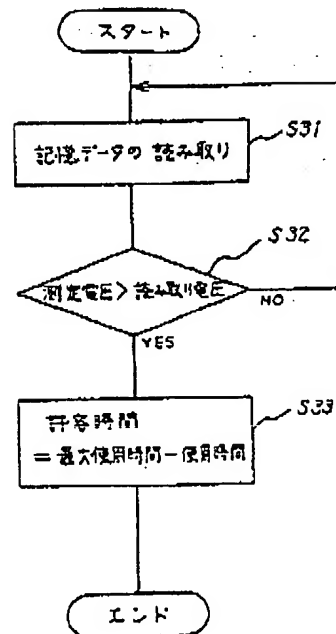 スタート
S31
記憶データの 読み取り
S32
測定電圧>読み取り電圧
NO
YES
S33
許容時間
=最大使用時間-使用時間
エンド